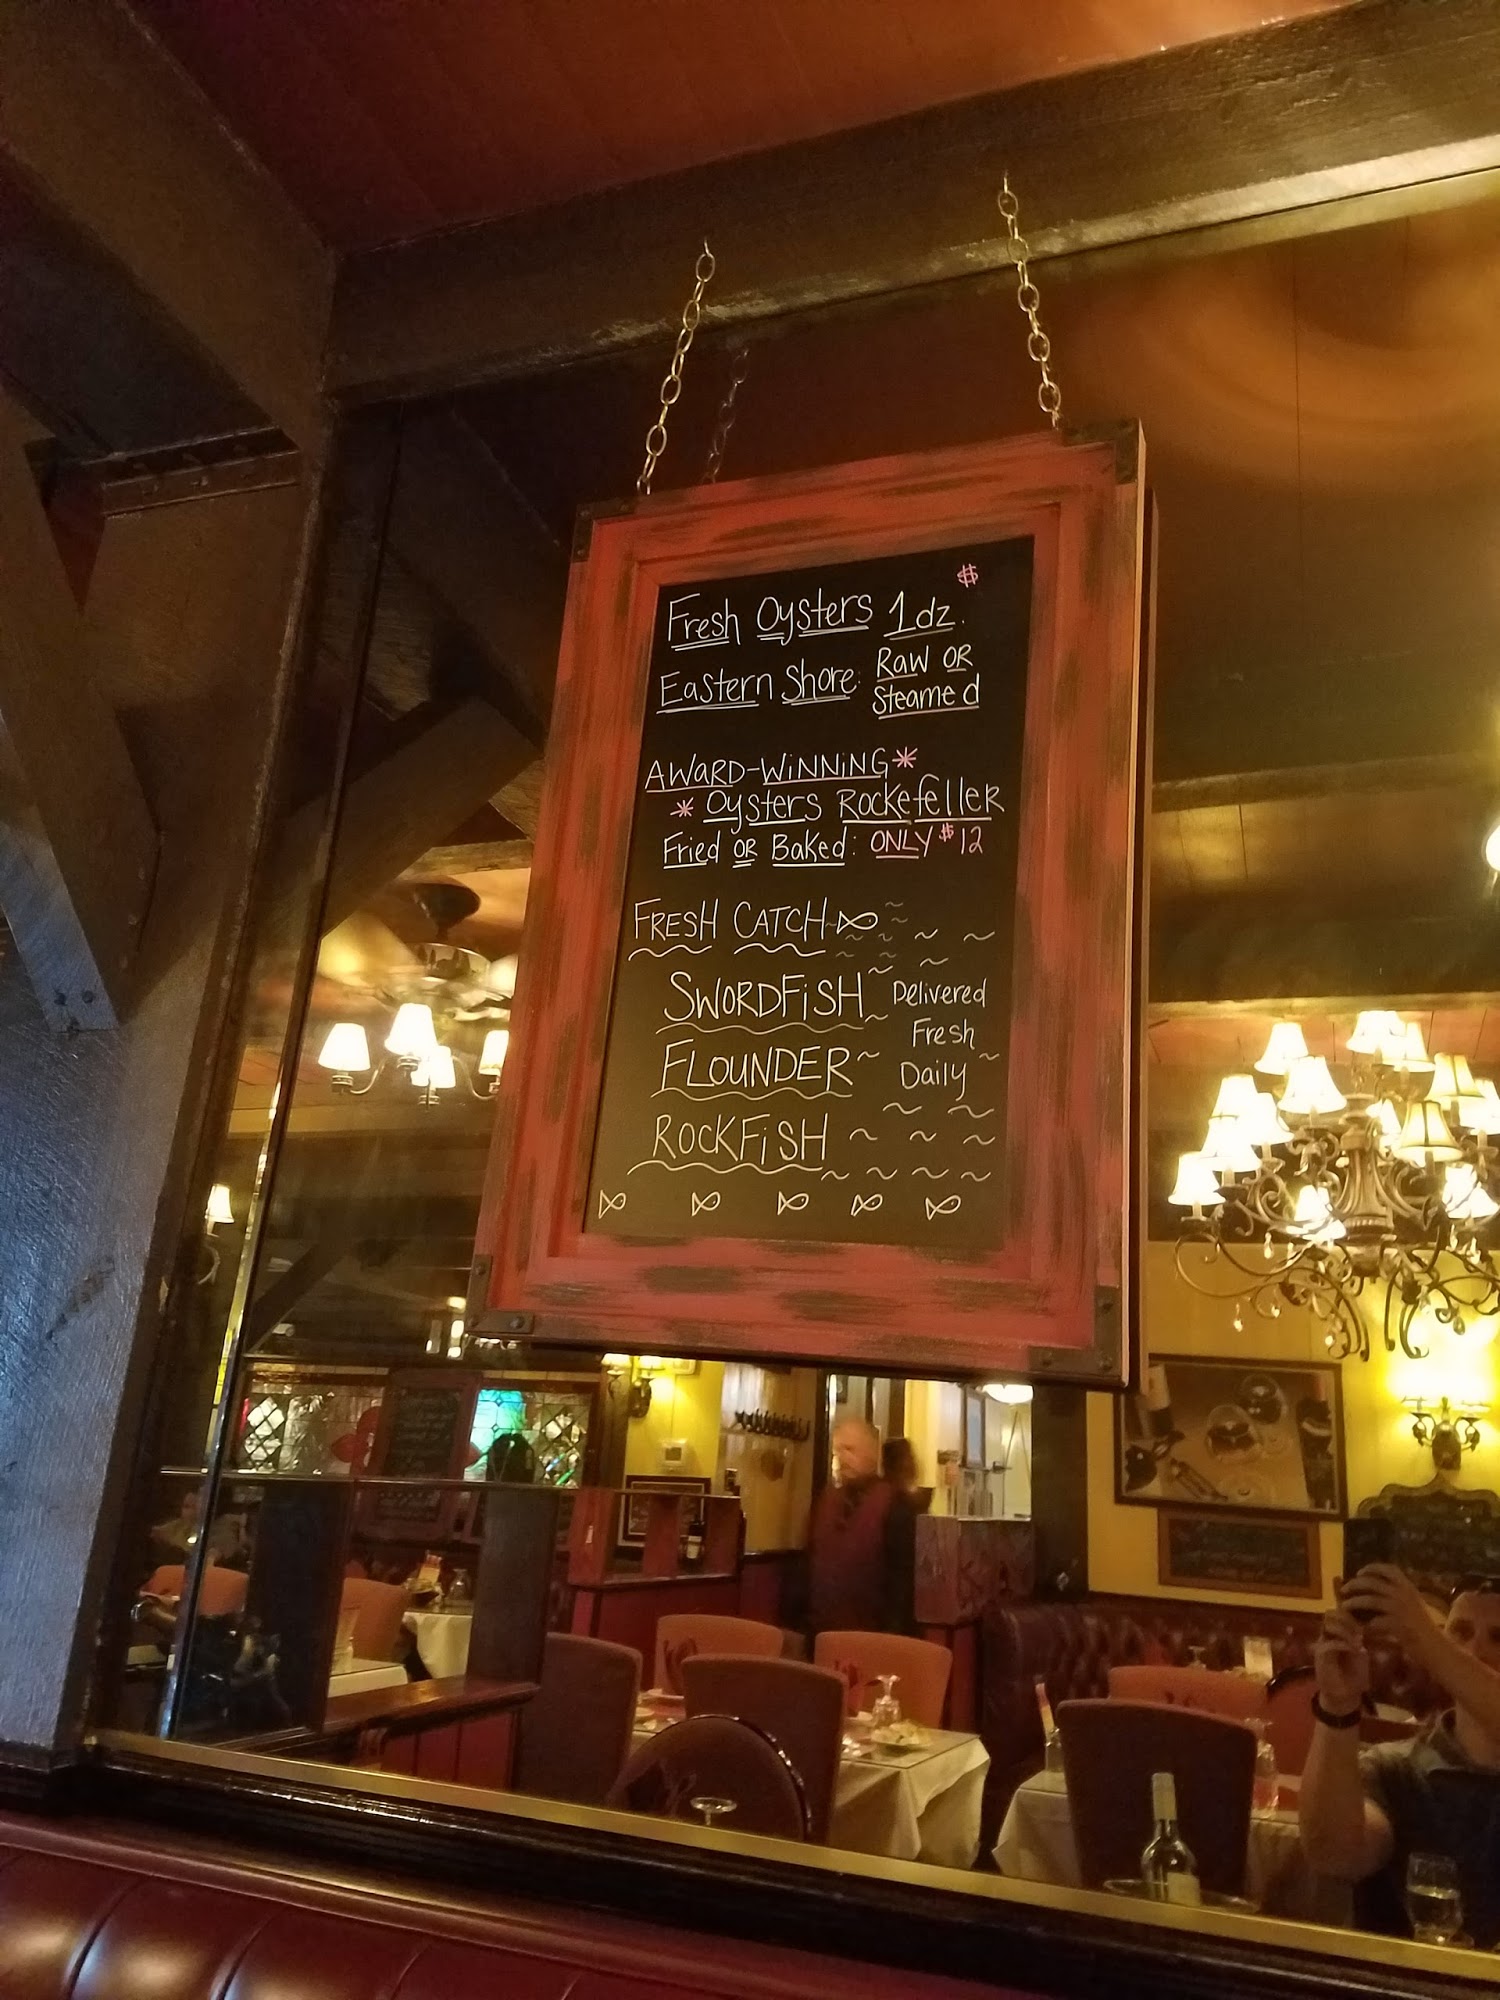 $
Fresh Oysters 1dz.
Eastern Shore: Raw OR
Steamed
AWARD-WINNING*
* Oysters Rockefeller
Fried OR Baked: ONLY $12
FRESH CATCH
SWORDFISH Delivered
Fresh
FLOUNDER Daily
ROCKFISH